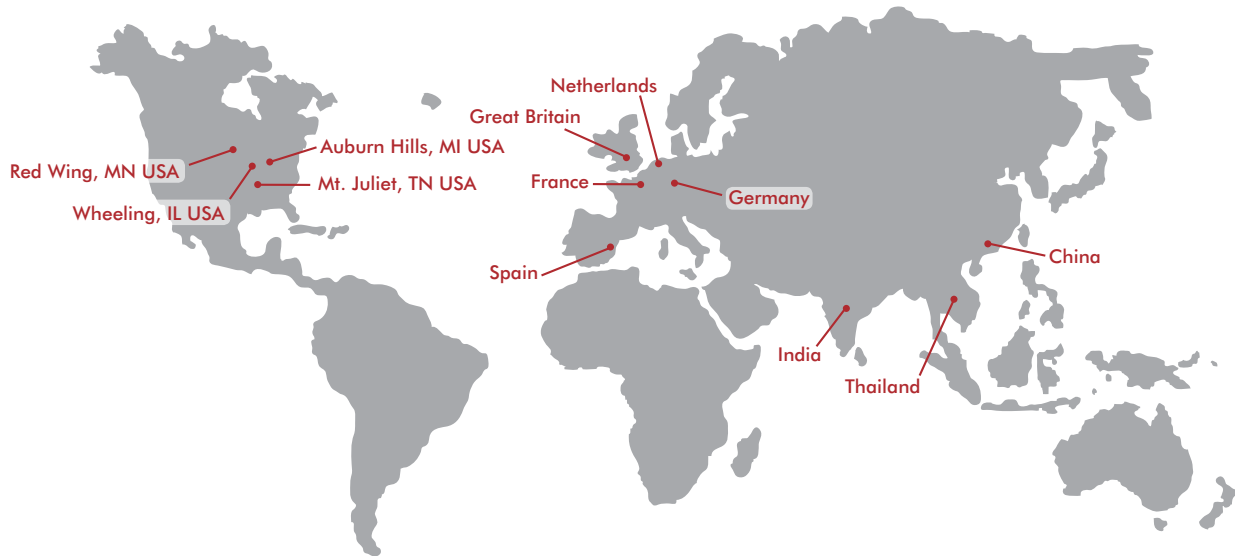 Netherlands
Great Britain
Auburn Hills, MI USA
Red Wing, MN USA
Mt. Juliet, TN USA
France
Germany
Wheeling, IL USA
China
Spain
India
Thailand